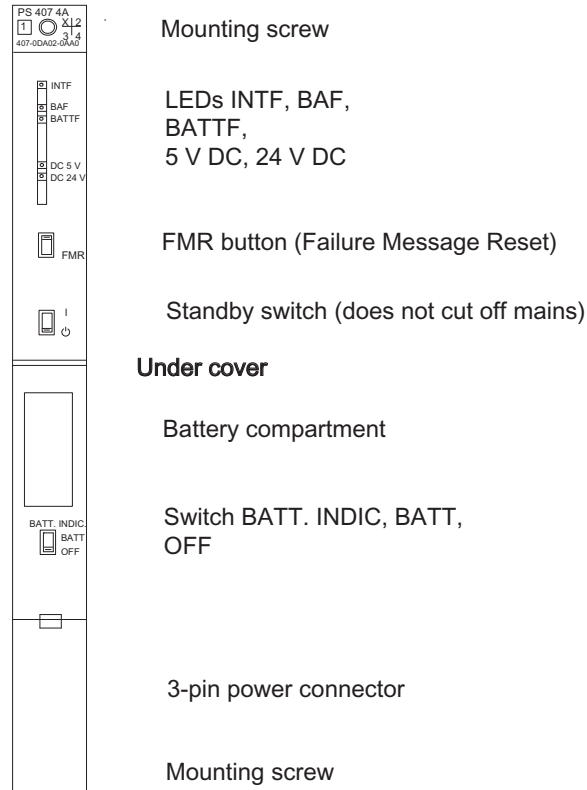 PS 407 4A
1
X 2
3 4
407-0DA02-0AA0
Mounting screw
INTF
BAF
BATTF
DC 5 V
DC 24 V
LEDs INTF, BAF,
BATTF,
5 V DC, 24 V DC
FMR
FMR button (Failure Message Reset)
I
Standby switch (does not cut off mains)
Under cover
Battery compartment
BATT. INDIC.
BATT
OFF
Switch BATT. INDIC, BATT,
OFF
3-pin power connector
Mounting screw